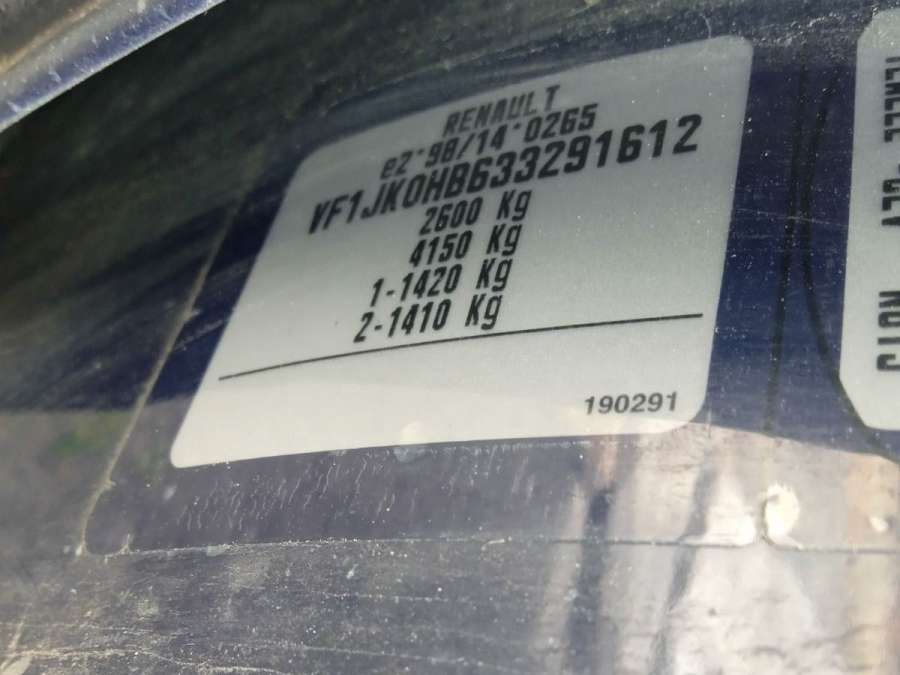 RENAULT
e2*98/14*0265
VF1JK0HB633291612
2600 Kg
4150 Kg
1-1420 Kg
2-1410 Kg
190291